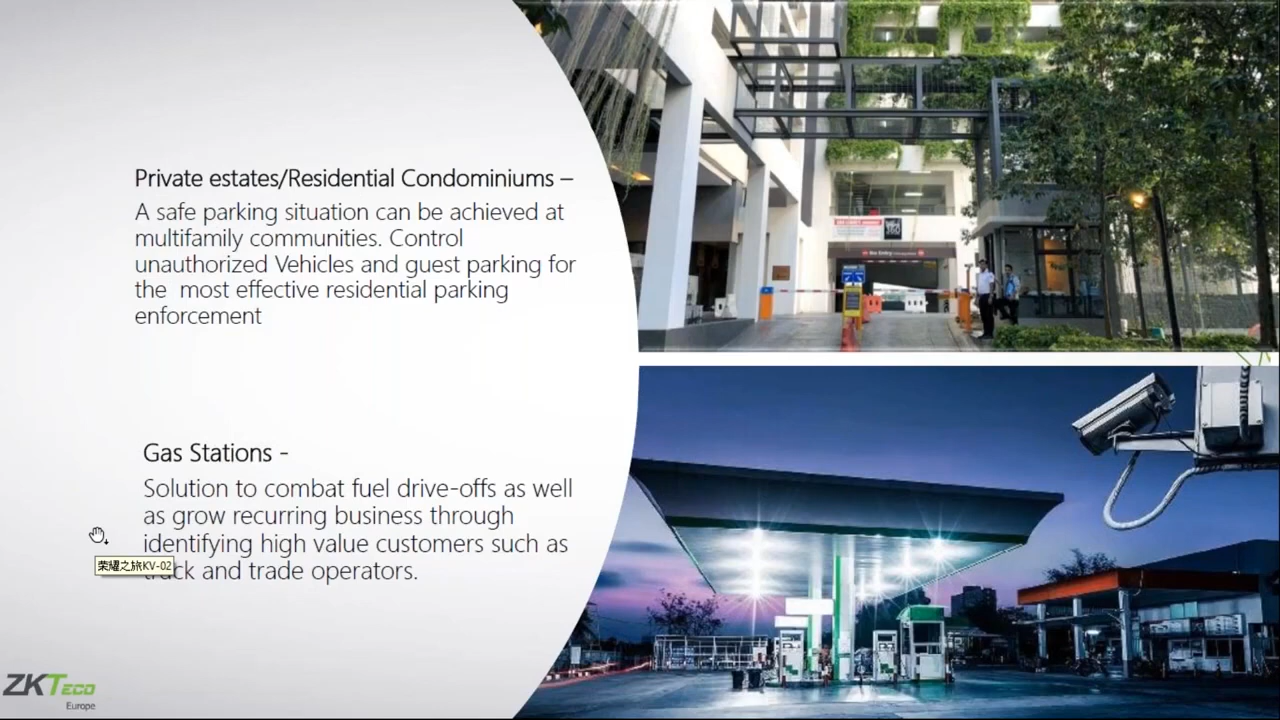 Private estates/Residential Condominiums –
A safe parking situation can be achieved at
multifamily communities. Control
unauthorized Vehicles and guest parking for
the  most effective residential parking
enforcement
Gas Stations -
Solution to combat fuel drive-offs as well
as grow recurring business through
identifying high value customers such as
truck and trade operators.
荣耀之旅KV-02
ZKTeco
Europe